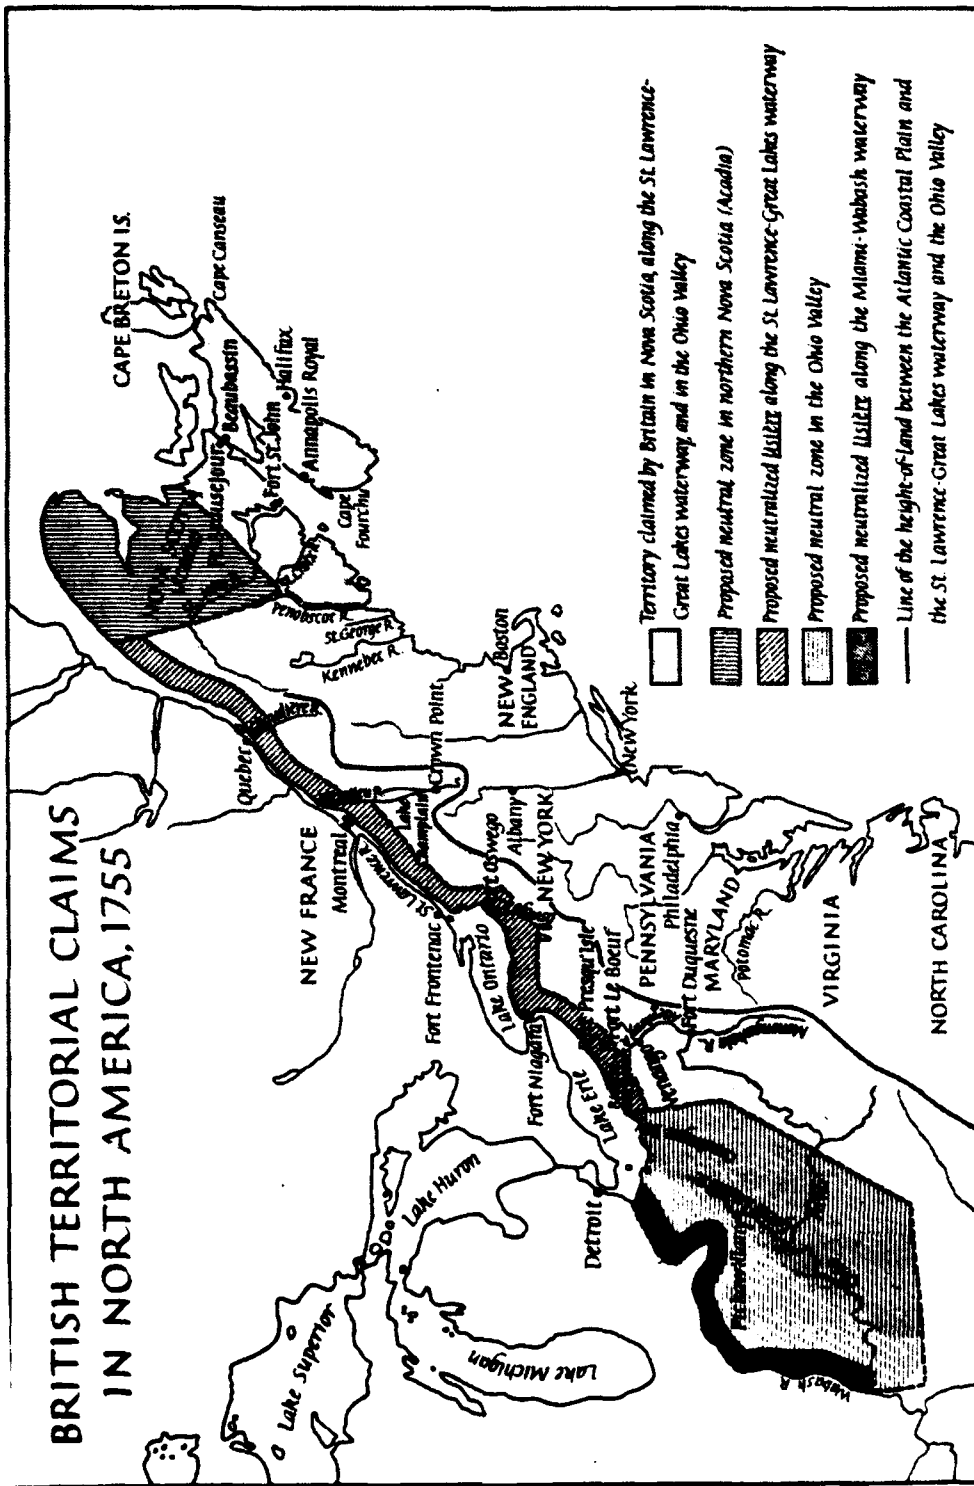 BRITISH TERRITORIAL CLAIMS
IN NORTH AMERICA, 1755
CAPE BRETON IS.
Cape Canseau
Beaubassin
Halifax
Fort St. John
Annapolis Royal
Cape
Fourchu
Penobscot R.
St. George R.
Kennebec R.
Quebec
NEW FRANCE
Montreal
St. Lawrence R.
Lake
Champlain
Crown Point
NEW
ENGLAND
Boston
Fort Frontenac
Lake Ontario
Oswego
Albany
NEW YORK
New York
Fort Niagara
Lake Erie
Presqu'Isle
Fort Le Boeuf
Venango
Fort Duquesne
PENNSYLVANIA
Philadelphia
MARYLAND
Potomac R.
VIRGINIA
NORTH CAROLINA
Detroit
Lake Huron
Lake Superior
Lake Michigan
Wabash R.
Territory claimed by Britain in Nova Scotia, along the St. Lawrence-
Great Lakes waterway, and in the Ohio Valley
Proposed neutral zone in northern Nova Scotia (Acadia)
Proposed neutralized lisière along the St. Lawrence-Great Lakes waterway
Proposed neutral zone in the Ohio Valley
Proposed neutralized lisière along the Miami-Wabash waterway
Line of the height-of-land between the Atlantic Coastal Plain and
the St. Lawrence-Great Lakes waterway and the Ohio Valley